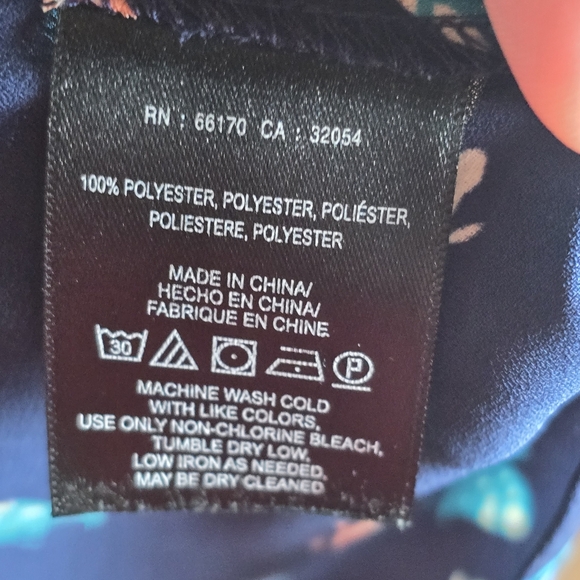 RN : 66170 CA : 32054
100% POLYESTER, POLYESTER, POLIÉSTER,
POLIESTERE, POLYESTER
MADE IN CHINA/
HECHO EN CHINA/
FABRIQUE EN CHINE
30 P
MACHINE WASH COLD
WITH LIKE COLORS,
USE ONLY NON-CHLORINE BLEACH,
TUMBLE DRY LOW,
LOW IRON AS NEEDED,
MAY BE DRY CLEANED